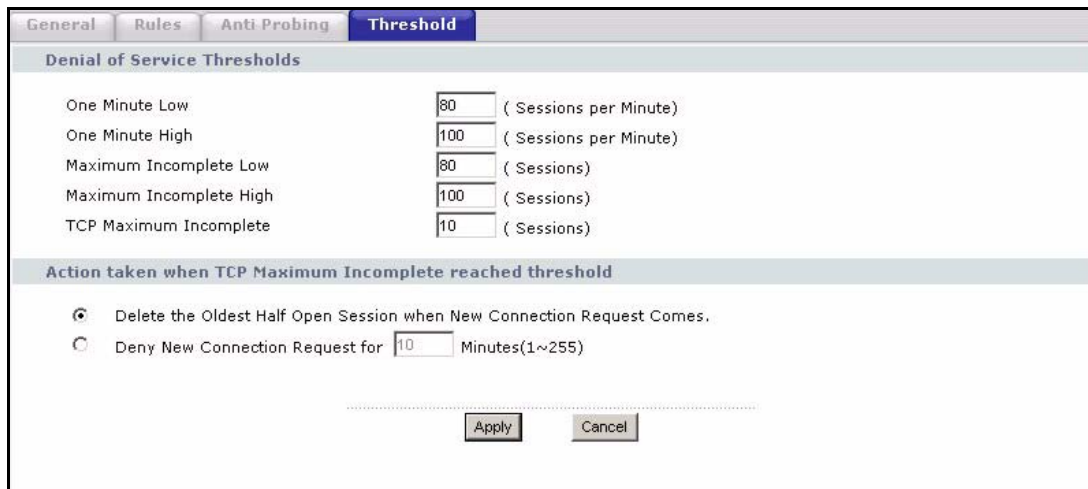 General Rules Anti Probing Threshold
Denial of Service Thresholds
One Minute Low 80 ( Sessions per Minute)
One Minute High 100 ( Sessions per Minute)
Maximum Incomplete Low 80 ( Sessions)
Maximum Incomplete High 100 ( Sessions)
TCP Maximum Incomplete 10 ( Sessions)
Action taken when TCP Maximum Incomplete reached threshold
Delete the Oldest Half Open Session when New Connection Request Comes.
Deny New Connection Request for 10 Minutes(1~255)
Apply Cancel